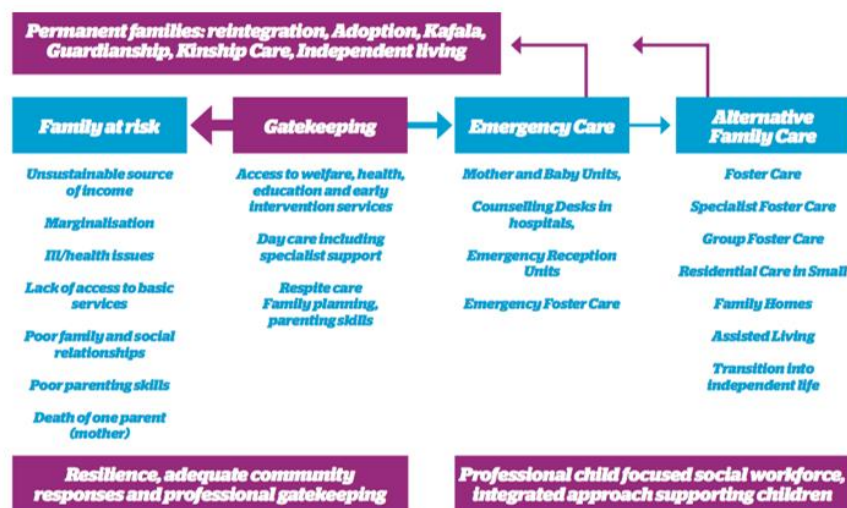 Permanent families: reintegration, Adoption, Kafala,
Guardianship, Kinship Care, Independent living
Family at risk
Unsustainable source
of income
Marginalisation
Ill/health issues
Lack of access to basic
services
Poor family and social
relationships
Poor parenting skills
Death of one parent
(mother)
Gatekeeping
Access to welfare, health,
education and early
intervention services
Day care including
specialist support
Respite care
Family planning,
parenting skills
Emergency Care
Mother and Baby Units,
Counselling Desks in
hospitals,
Emergency Reception
Units
Emergency Foster Care
Alternative
Family Care
Foster Care
Specialist Foster Care
Group Foster Care
Residential Care in Small
Family Homes
Assisted Living
Transition into
independent life
Resilience, adequate community
responses and professional gatekeeping
Professional child focused social workforce,
integrated approach supporting children